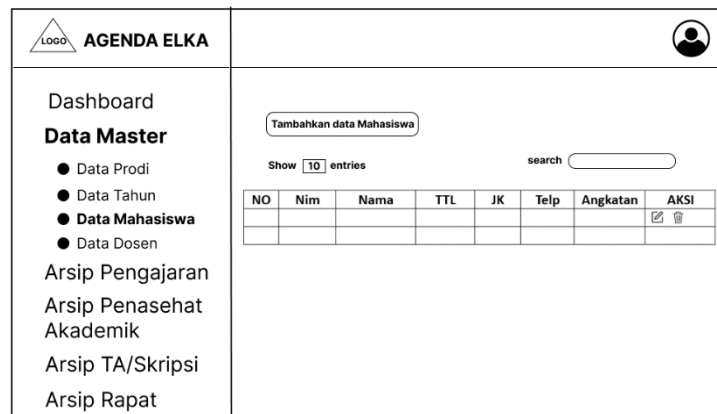 LOGO AGENDA ELKA
Dashboard
Data Master
Data Prodi
Data Tahun
Data Mahasiswa
Data Dosen
Arsip Pengajaran
Arsip Penasehat
Akademik
Arsip TA/Skripsi
Arsip Rapat
Tambahkan data Mahasiswa
Show 10 entries
search
NO Nim Nama TTL JK Telp Angkatan AKSI